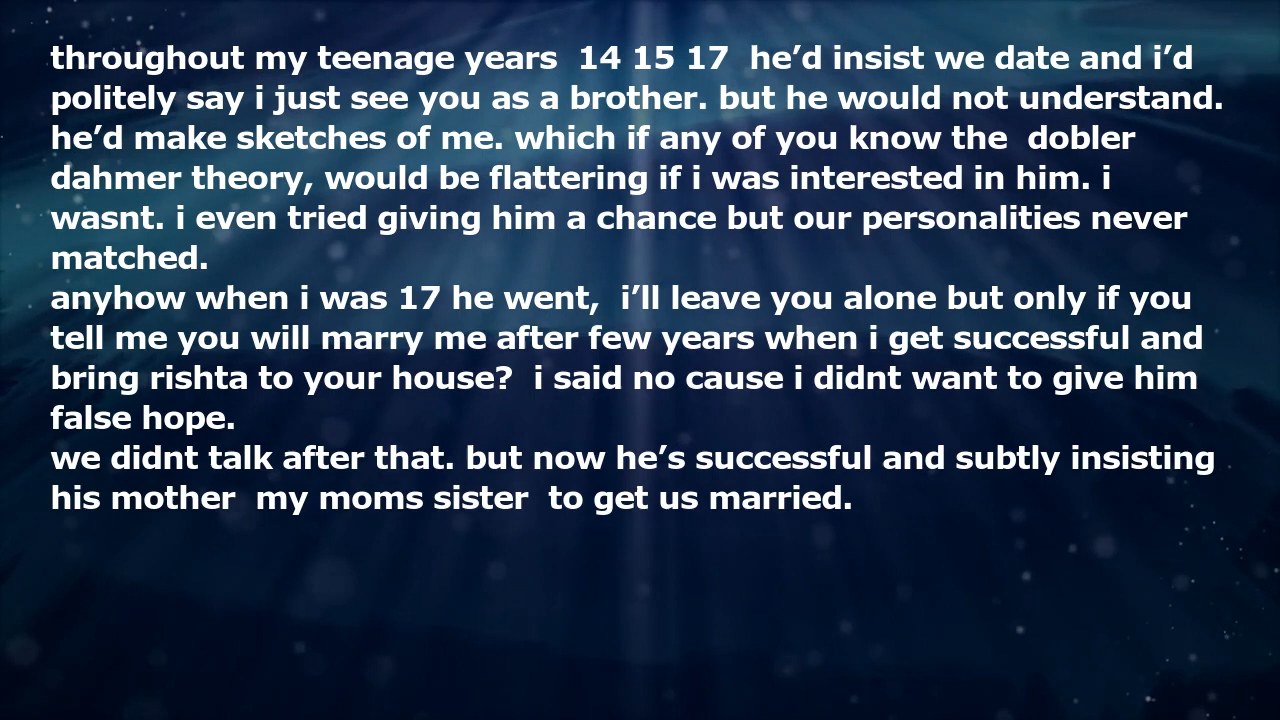 throughout my teenage years  14 15 17  he’d insist we date and i’d
politely say i just see you as a brother. but he would not understand.
he’d make sketches of me. which if any of you know the  dobler
dahmer theory, would be flattering if i was interested in him. i
wasnt. i even tried giving him a chance but our personalities never
matched.
anyhow when i was 17 he went,  i’ll leave you alone but only if you
tell me you will marry me after few years when i get successful and
bring rishta to your house?  i said no cause i didnt want to give him
false hope.
we didnt talk after that. but now he’s successful and subtly insisting
his mother  my moms sister  to get us married.